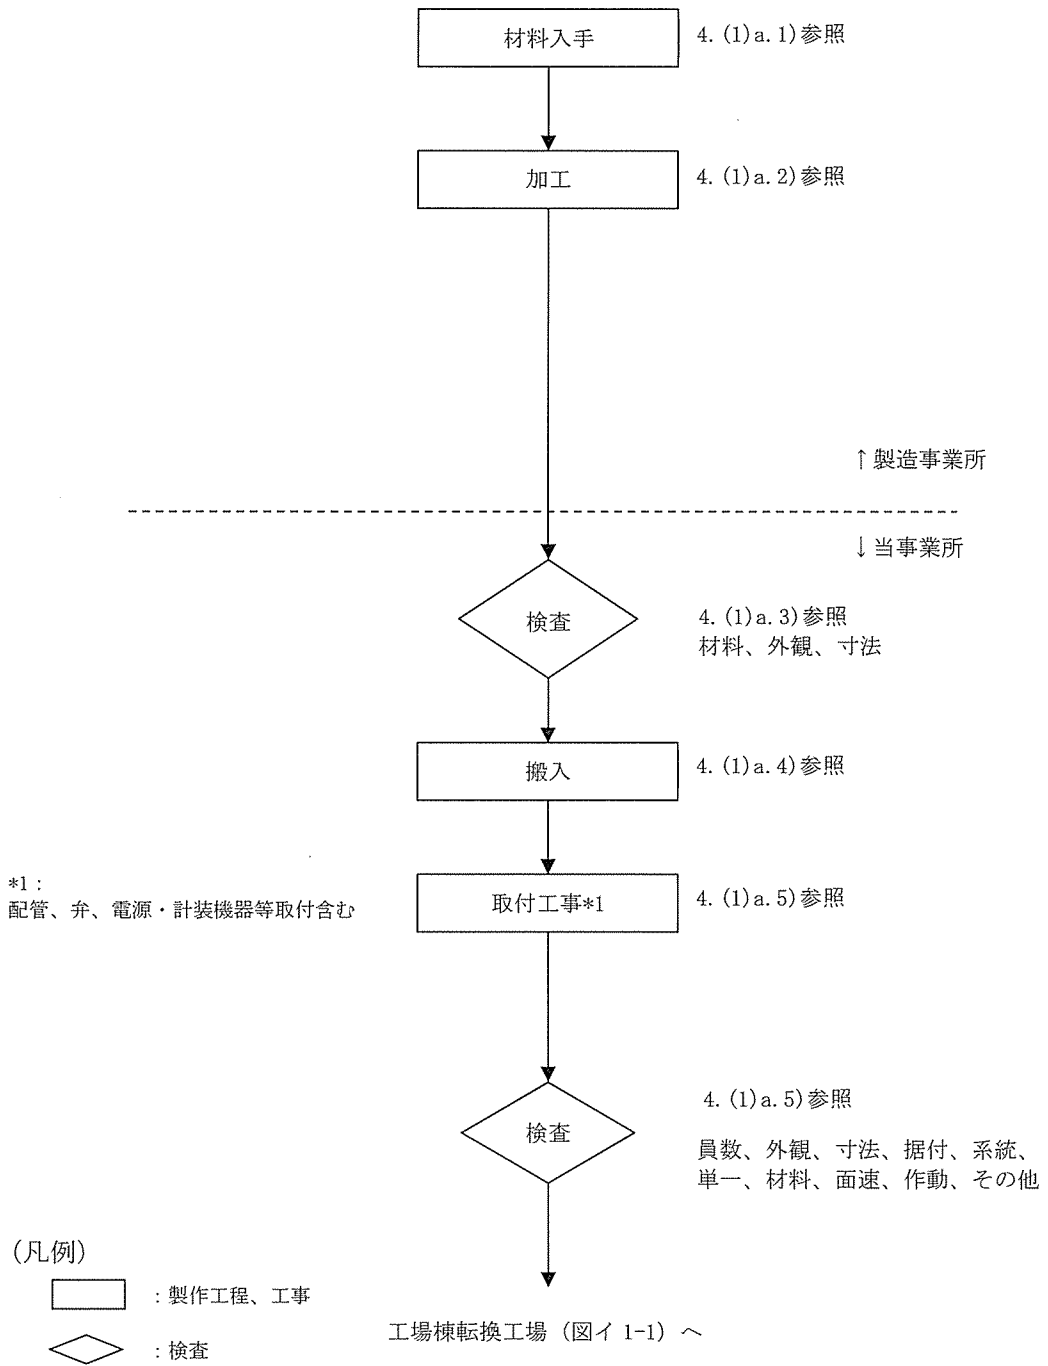 材料入手
4.(1)a.1)参照
加工
4.(1)a.2)参照
↑製造事業所
↓当事業所
検査
4.(1)a.3)参照
材料、外観、寸法
搬入
4.(1)a.4)参照
*1:
配管、弁、電源・計装機器等取付含む
取付工事*1
4.(1)a.5)参照
検査
4.(1)a.5)参照
員数、外観、寸法、据付、系統、
単一、材料、面速、作動、その他
(凡例)
:製作工程、工事
:検査
工場棟転換工場(図イ1-1)へ